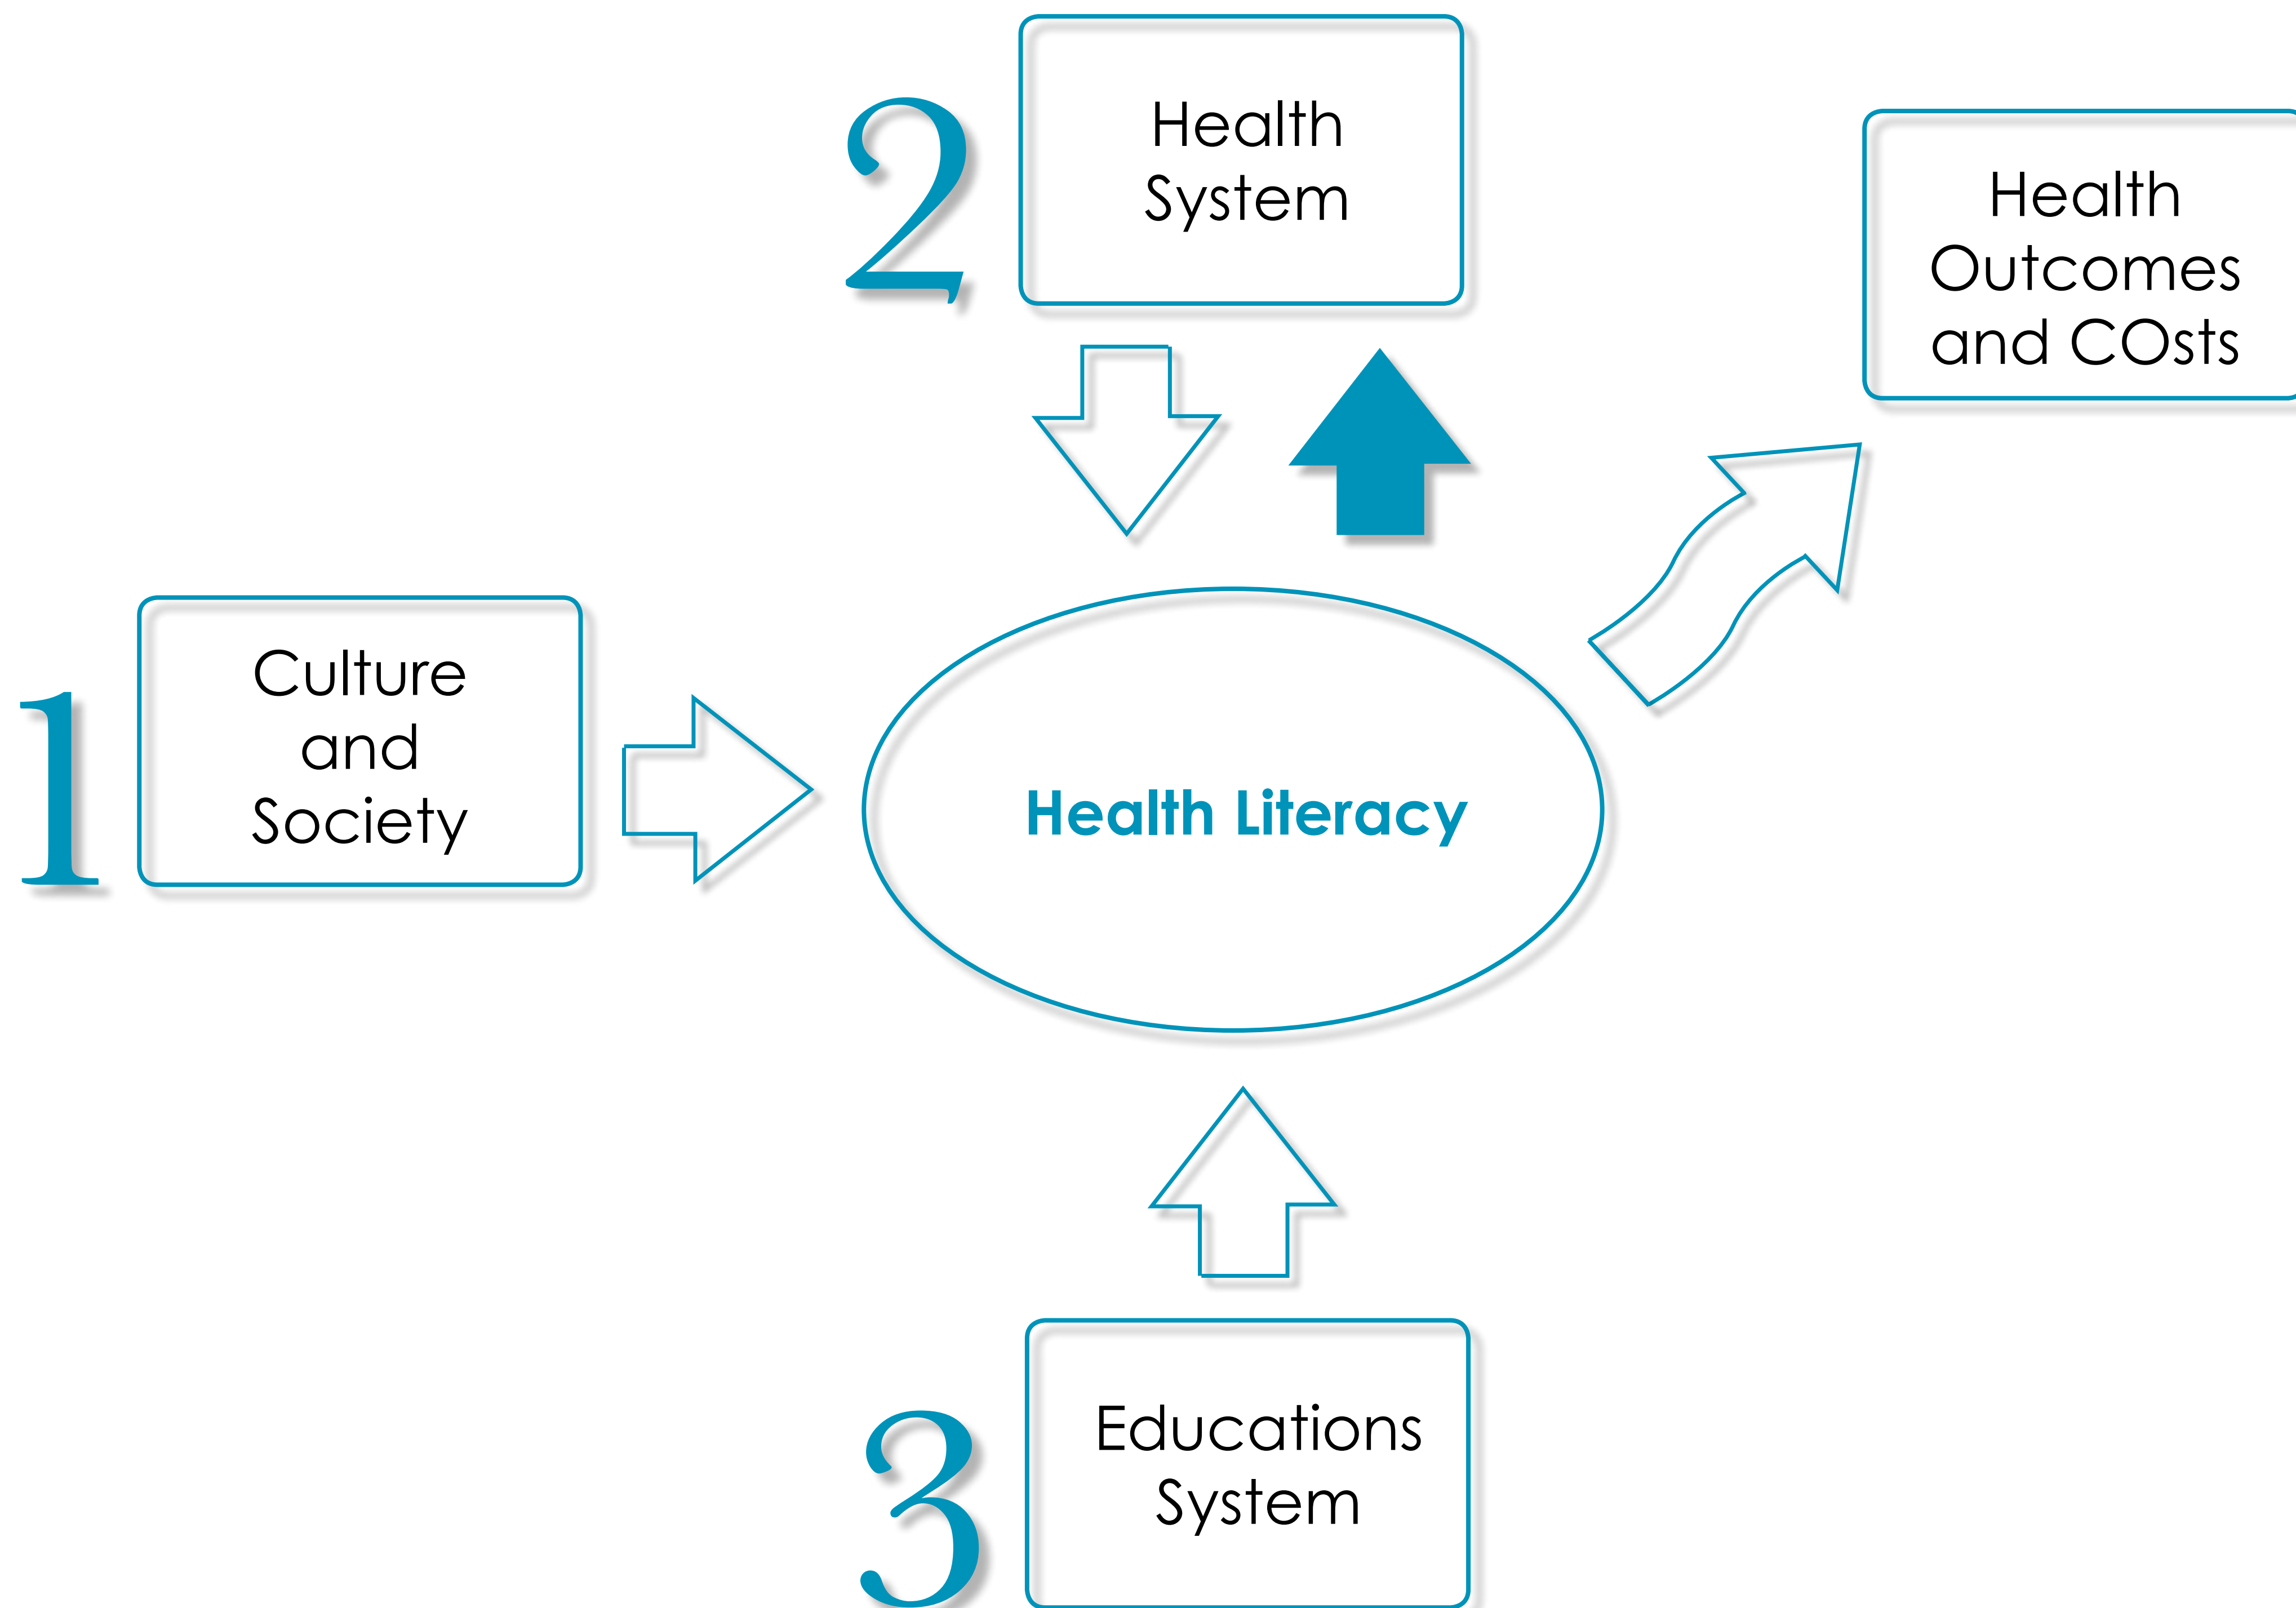 2
Health
System
Health
Outcomes
and COsts
1
Culture
and
Society
Health Literacy
3
Educations
System